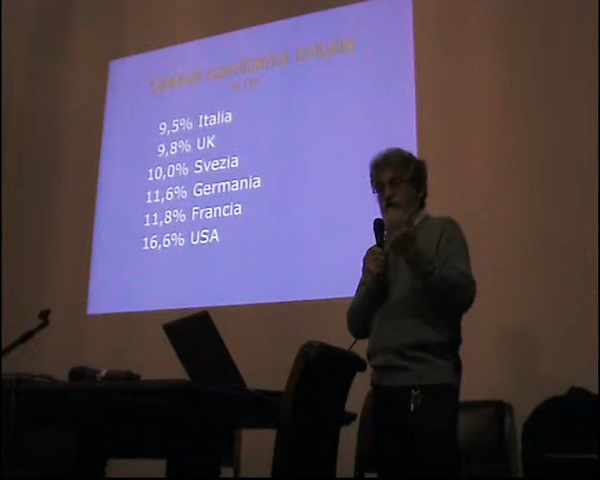 9,5% Italia
9,8% UK
10,0% Svezia
11,6% Germania
11,8% Francia
16,6% USA